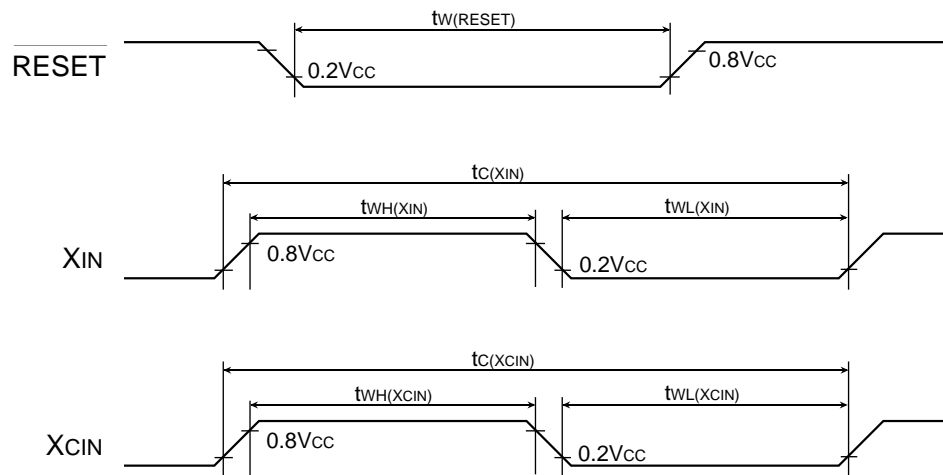 tW(RESET)
RESET
0.2VCC
0.8VCC
tC(XIN)
tWH(XIN)
tWL(XIN)
XIN
0.8VCC
0.2VCC
tC(XCIN)
tWH(XCIN)
tWL(XCIN)
XCIN
0.8VCC
0.2VCC